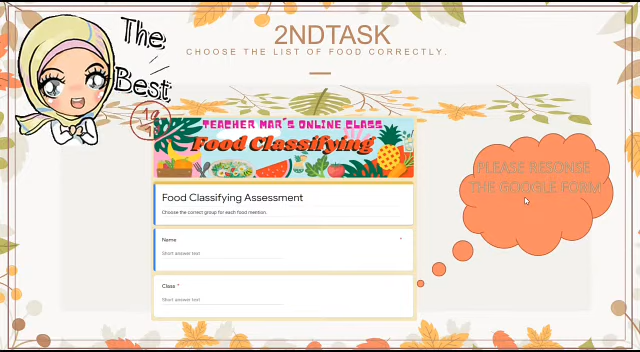 The
Best
2NDTASK
CHOOSE THE LIST OF FOOD CORRECTLY.
TEACHER MAR'S ONLINE CLASS
Food Classifying
PLEASE RESONSE
THE GOOGLE FORM
Food Classifying Assessment
Choose the correct group for each food mention.
Name *
Short answer text
Class *
Short answer text